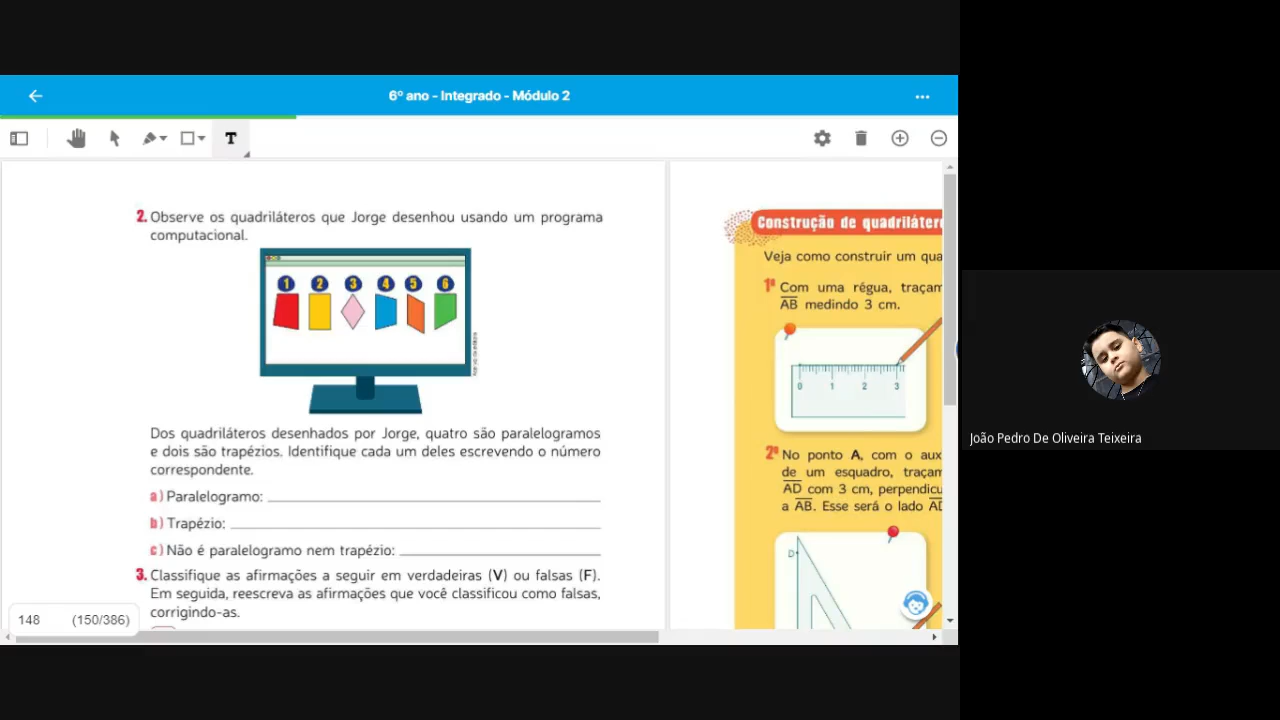 6º ano - Integrado - Módulo 2
T
2. Observe os quadriláteros que Jorge desenhou usando um programa
computacional.
1 2 3 4 5 6
Dos quadriláteros desenhados por Jorge, quatro são paralelogramos
e dois são trapézios. Identifique cada um deles escrevendo o número
correspondente.
a) Paralelogramo:
b) Trapézio:
c) Não é paralelogramo nem trapézio:
3. Classifique as afirmações a seguir em verdadeiras (V) ou falsas (F).
Em seguida, reescreva as afirmações que você classificou como falsas,
corrigindo-as.
148 (150/386)
Construção de quadriláter
Veja como construir um qua
1º Com uma régua, traçam
AB medindo 3 cm.
0 1 2 3
2º No ponto A, com o aux
de um esquadro, traçam
AD com 3 cm, perpendicu
a AB. Esse será o lado AD
D
João Pedro De Oliveira Teixeira